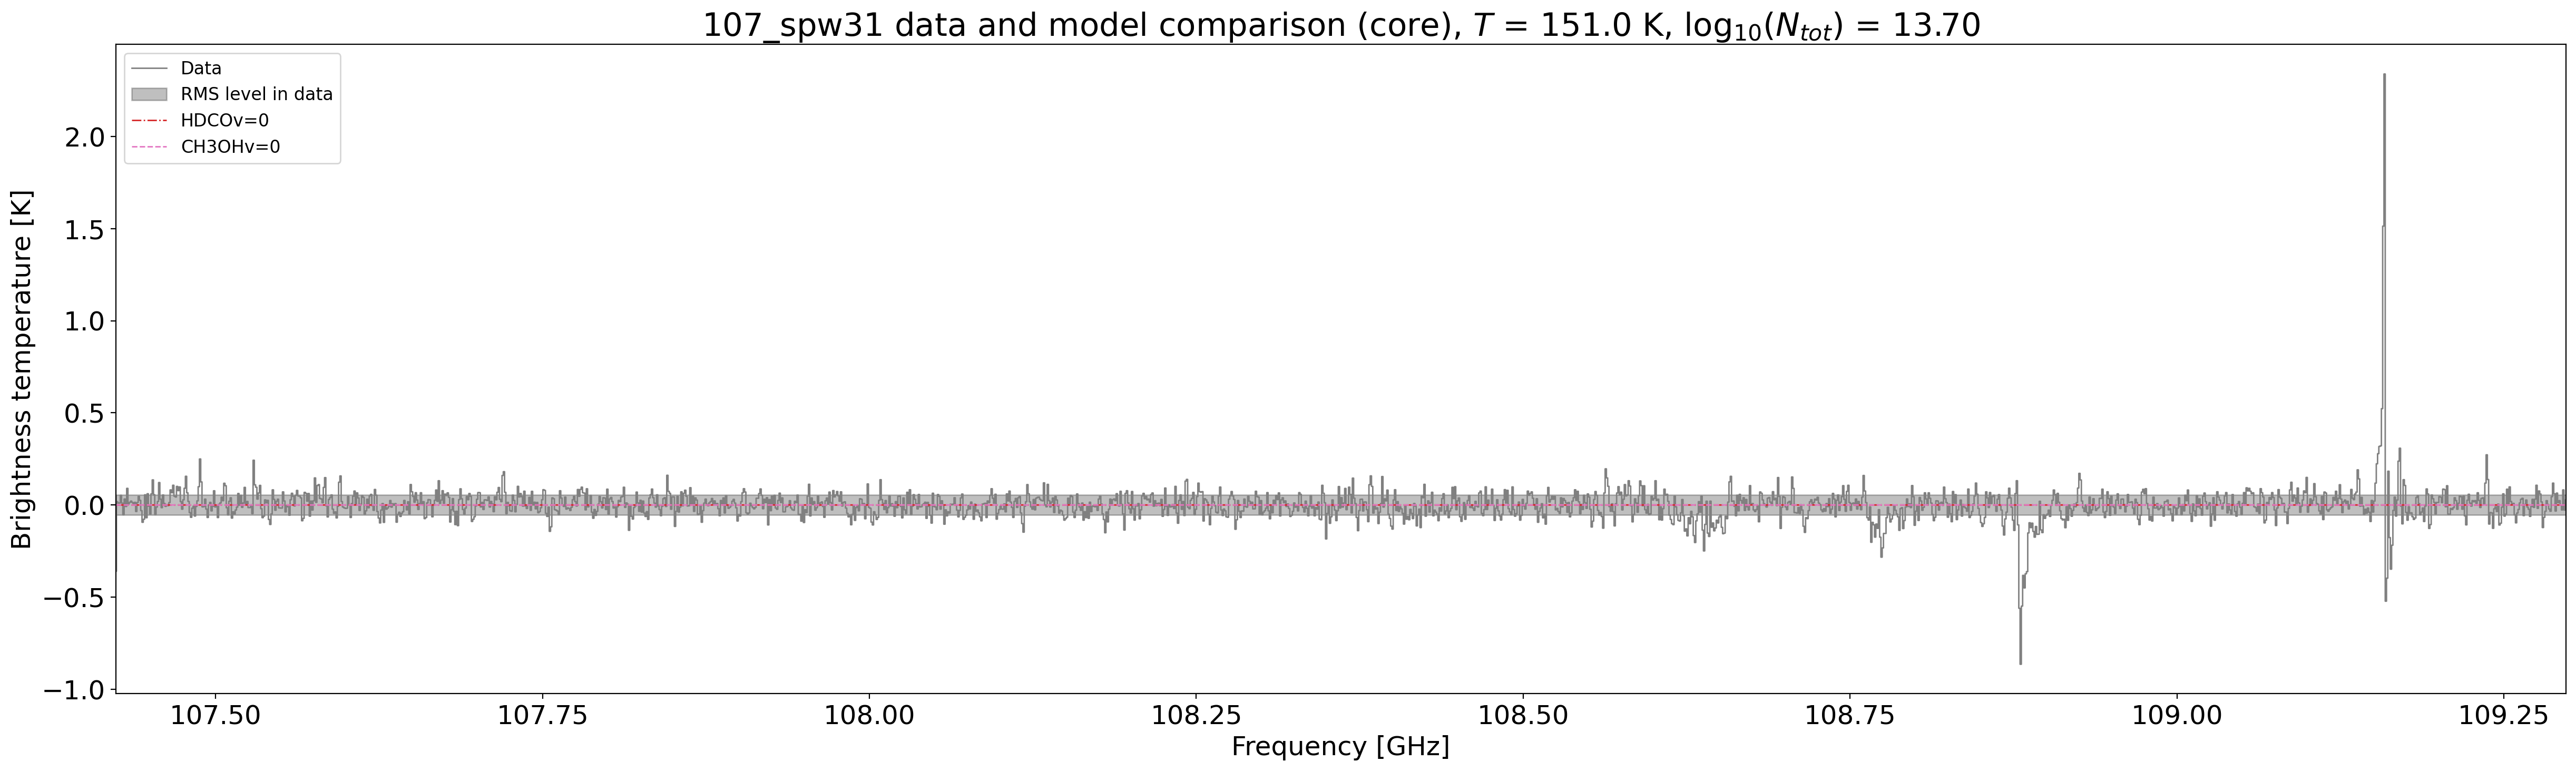 107_spw31 data and model comparison (core), T = 151.0 K, log₁₀(Nₜₒₜ) = 13.70
Data
RMS level in data
HDCOv=0
CH3OHv=0
Brightness temperature [K]
2.0
1.5
1.0
0.5
0.0
−0.5
−1.0
107.50 107.75 108.00 108.25 108.50 108.75 109.00 109.25
Frequency [GHz]